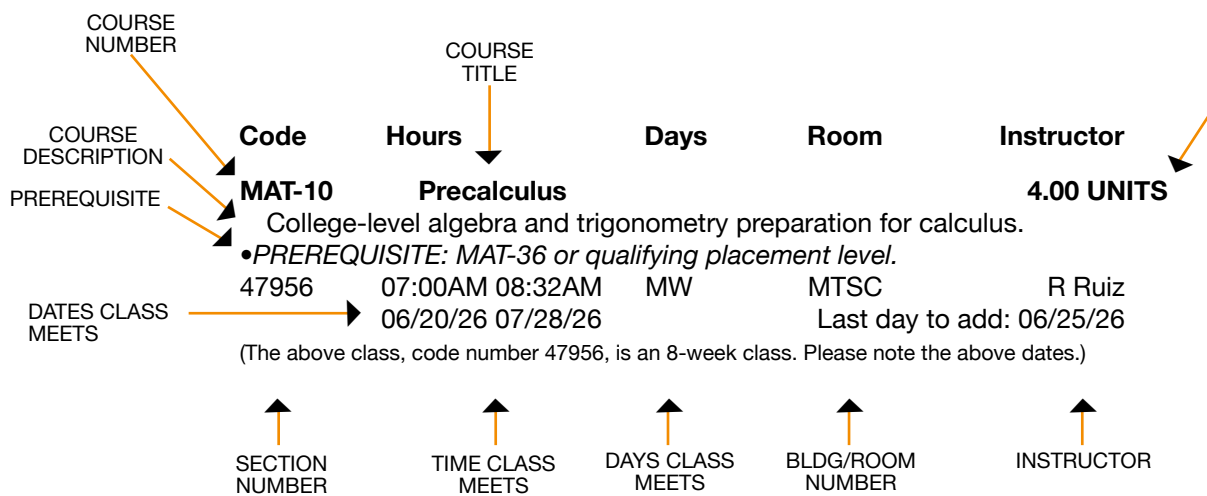 COURSE
NUMBER
COURSE
TITLE
Code Hours Days Room Instructor
COURSE
DESCRIPTION
PREREQUISITE
MAT-10 Precalculus 4.00 UNITS
College-level algebra and trigonometry preparation for calculus.
•PREREQUISITE: MAT-36 or qualifying placement level.
47956 07:00AM 08:32AM MW MTSC R Ruiz
DATES CLASS
MEETS
06/20/26 07/28/26 Last day to add: 06/25/26
(The above class, code number 47956, is an 8-week class. Please note the above dates.)
SECTION
NUMBER
TIME CLASS
MEETS
DAYS CLASS
MEETS
BLDG/ROOM
NUMBER
INSTRUCTOR